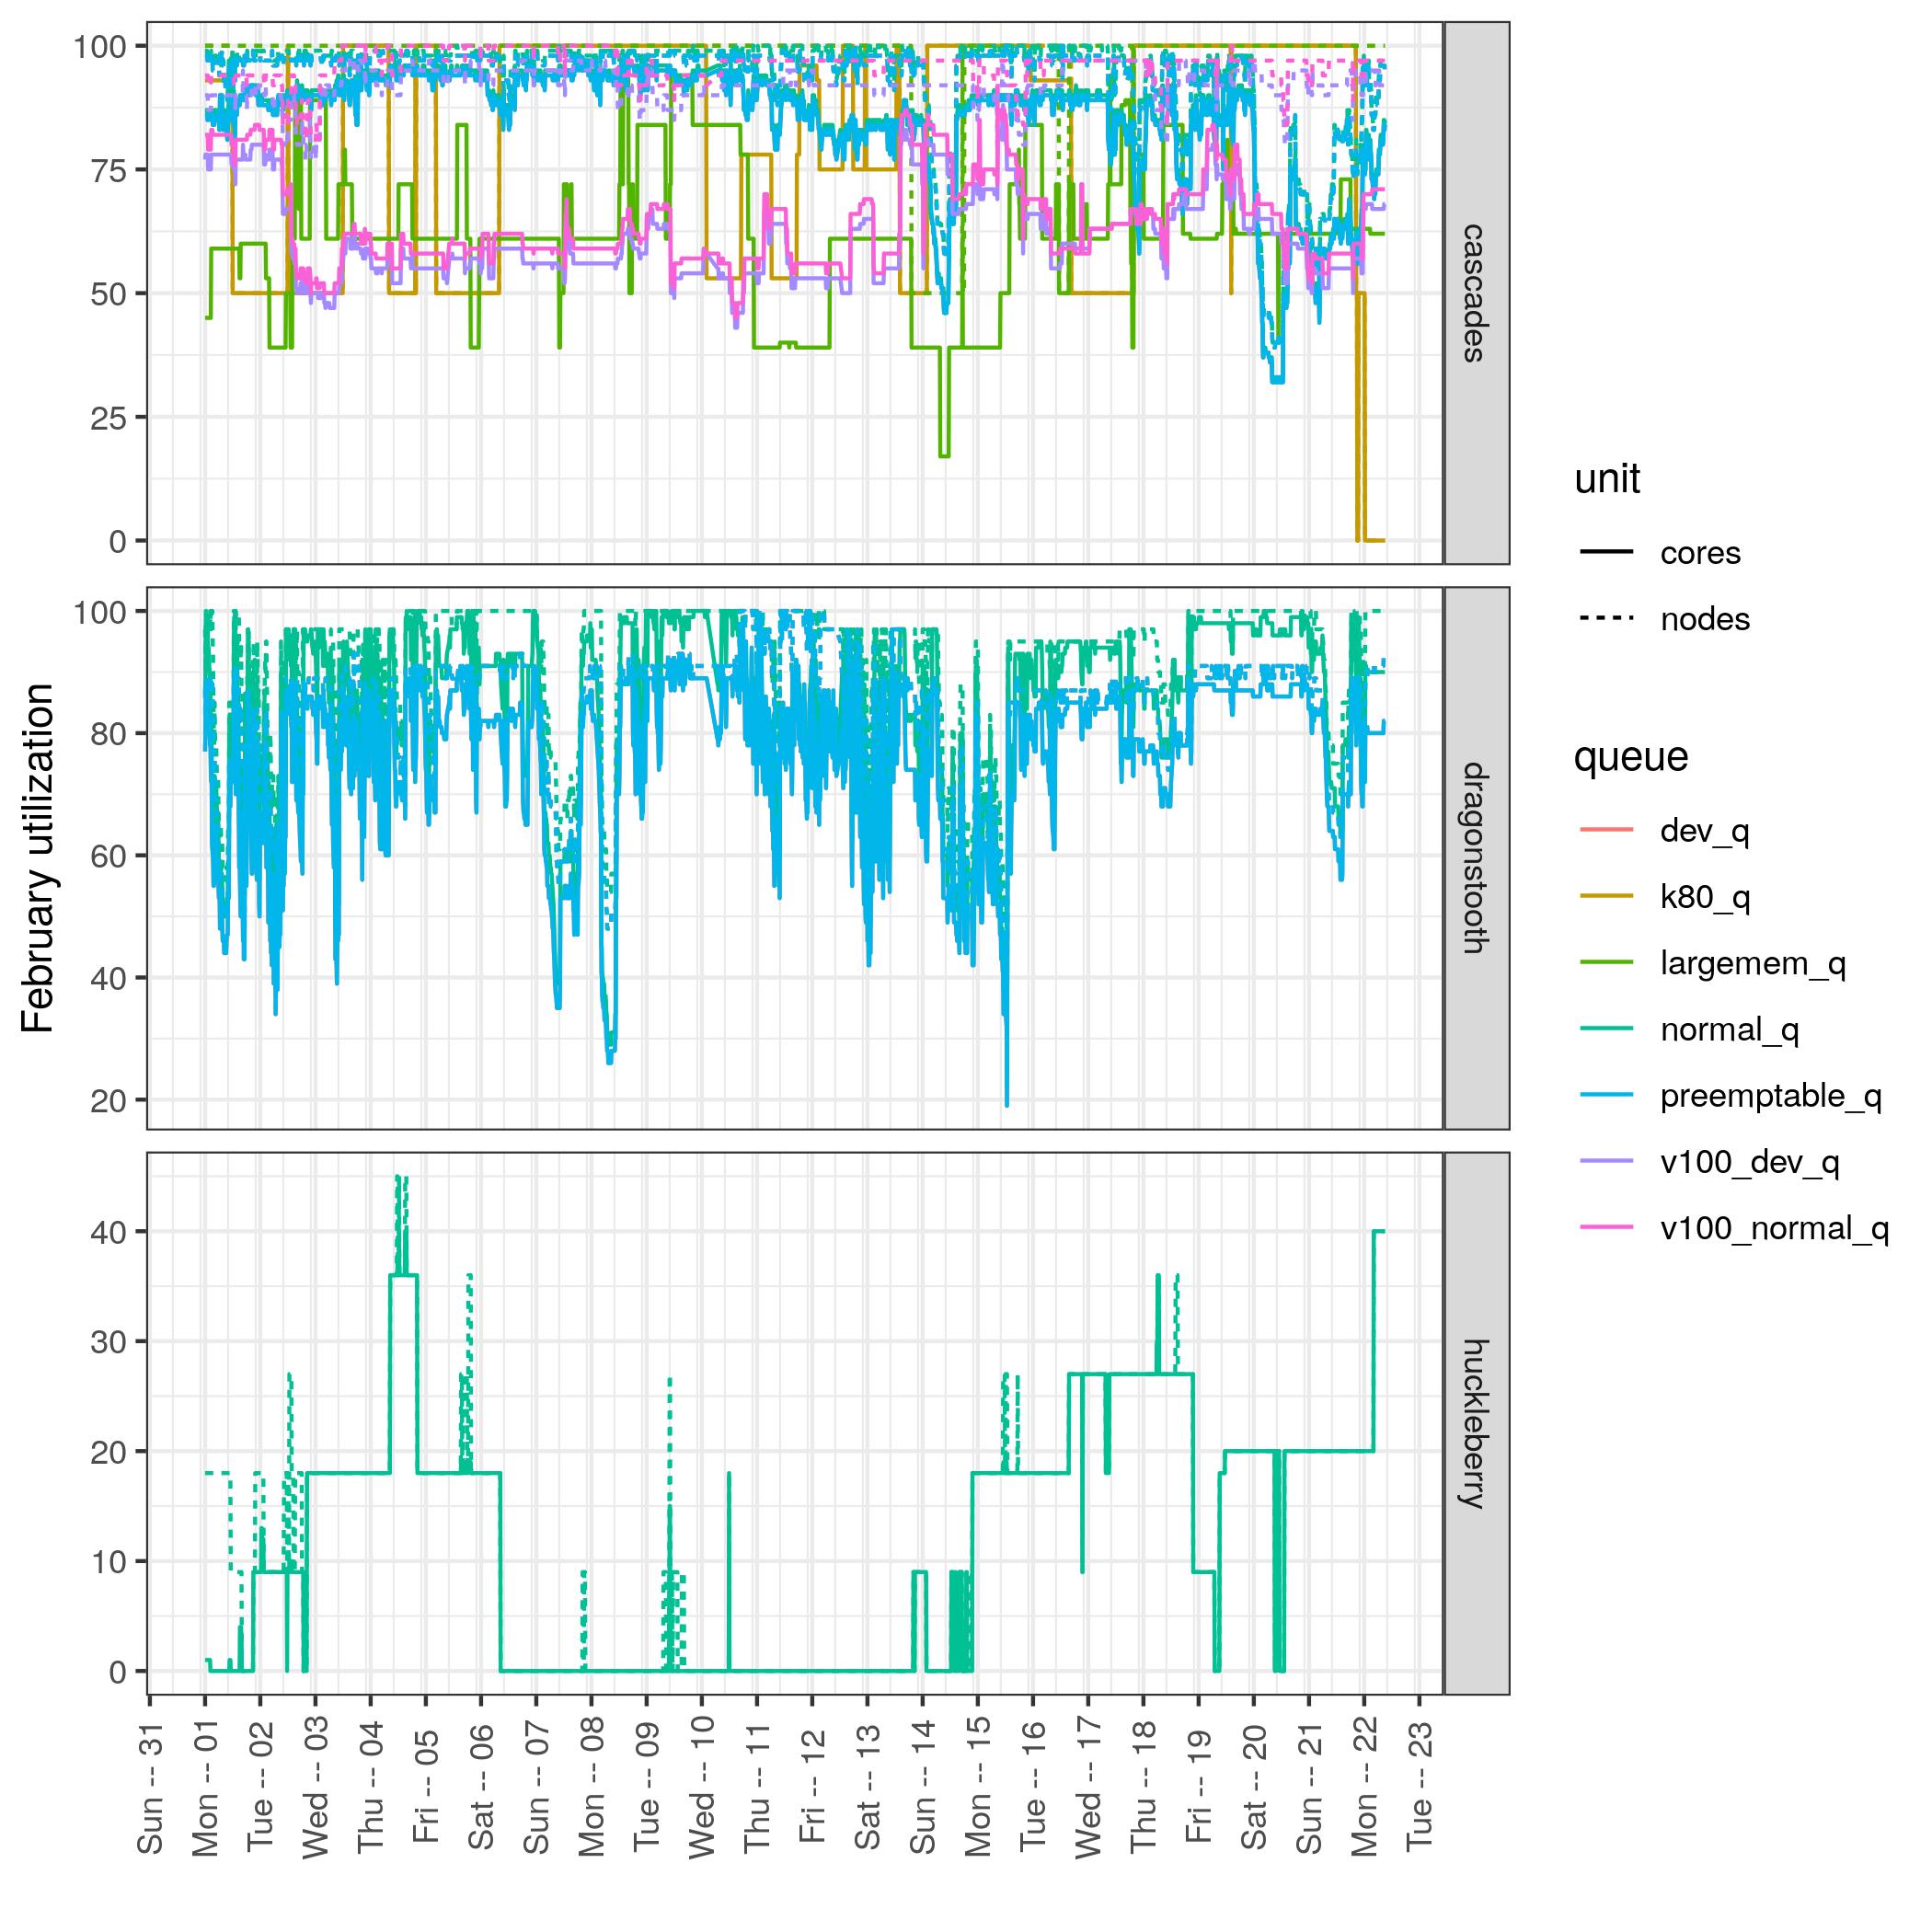 February utilization
100
75
50
25
0
cascades
100
80
60
40
20
dragonstooth
40
30
20
10
0
huckleberry
Sun -- 31
Mon -- 01
Tue -- 02
Wed -- 03
Thu -- 04
Fri -- 05
Sat -- 06
Sun -- 07
Mon -- 08
Tue -- 09
Wed -- 10
Thu -- 11
Fri -- 12
Sat -- 13
Sun -- 14
Mon -- 15
Tue -- 16
Wed -- 17
Thu -- 18
Fri -- 19
Sat -- 20
Sun -- 21
Mon -- 22
Tue -- 23
unit
cores
nodes
queue
dev_q
k80_q
largemem_q
normal_q
preemptable_q
v100_dev_q
v100_normal_q